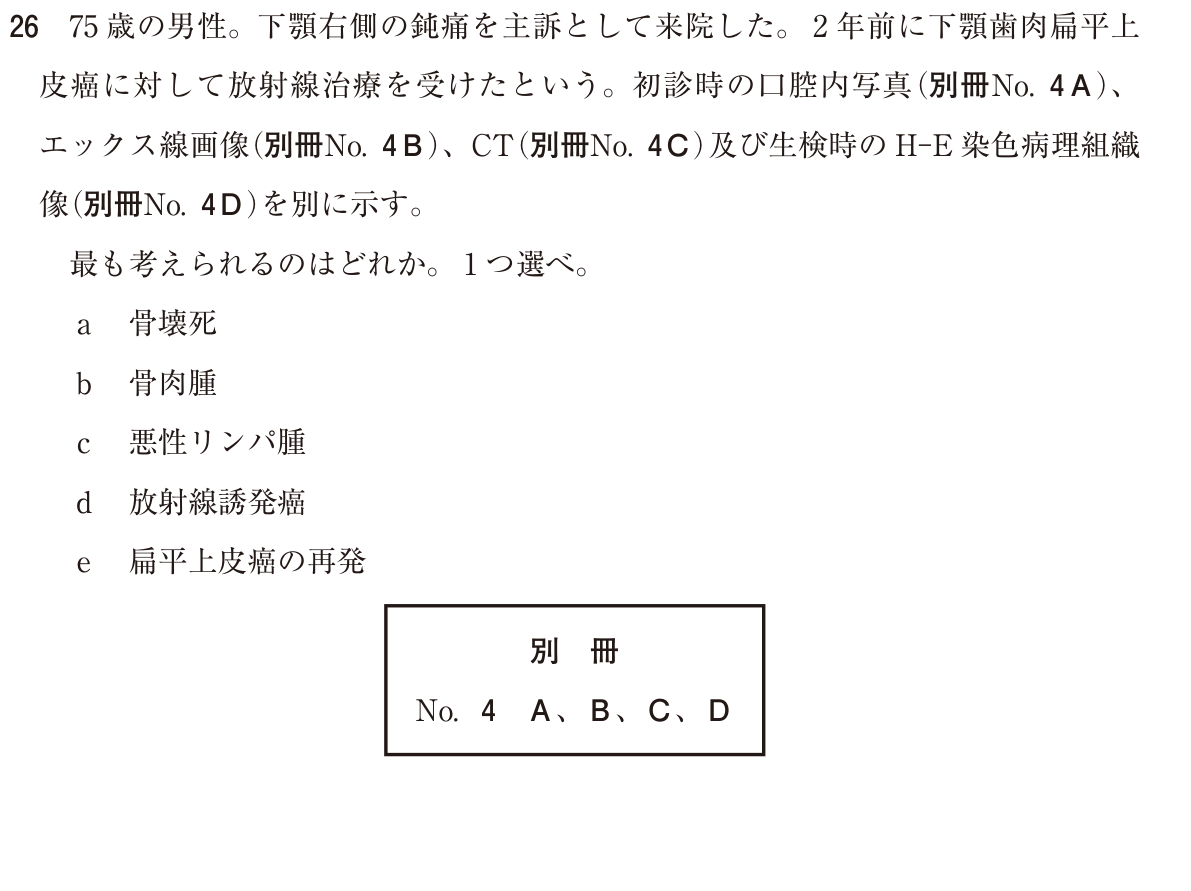 26 75歳の男性。下顎右側の鈍痛を主訴として来院した。2年前に下顎歯肉扁平上
皮癌に対して放射線治療を受けたという。初診時の口腔内写真(別冊No. 4A)、
エックス線画像(別冊No. 4B)、CT(別冊No. 4C)及び生検時のH-E染色病理組織
像(別冊No. 4D)を別に示す。
最も考えられるのはどれか。1つ選べ。
a 骨壊死
b 骨肉腫
c 悪性リンパ腫
d 放射線誘発癌
e 扁平上皮癌の再発
別 冊
No. 4 A、B、C、D